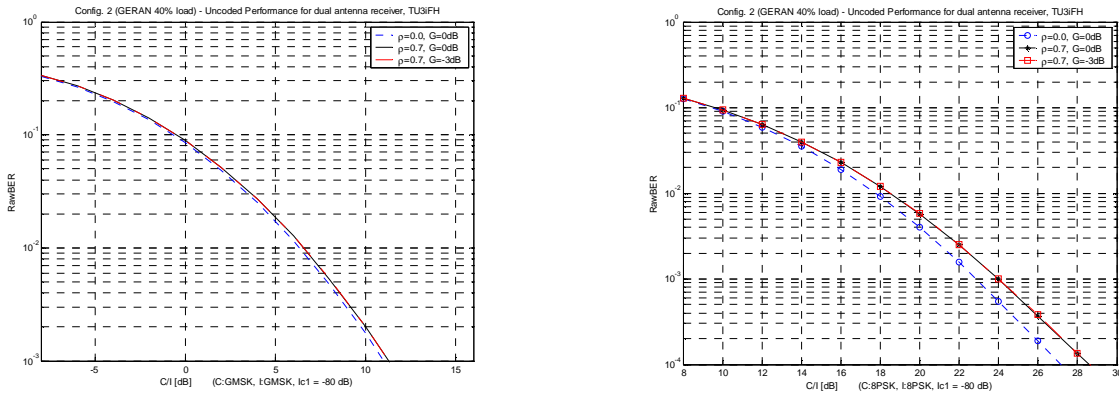 Config. 2 (GERAN 40% load) - Uncoded Performance for dual antenna receiver, TU3iFH
10^0
10^-1
10^-2
10^-3
RawBER
ρ=0.0, G=0dB
ρ=0.7, G=0dB
ρ=0.7, G=-3dB
-5 0 5 10 15
C/I [dB] (C:GMSK, I:GMSK, Ic1 = -80 dB)
Config. 2 (GERAN 40% load) - Uncoded Performance for dual antenna receiver, TU3iFH
10^0
10^-1
10^-2
10^-3
10^-4
RawBER
ρ=0.0, G=0dB
ρ=0.7, G=0dB
ρ=0.7, G=-3dB
8 10 12 14 16 18 20 22 24 26 28 30
C/I [dB] (C:8PSK, I:8PSK, Ic1 = -80 dB)